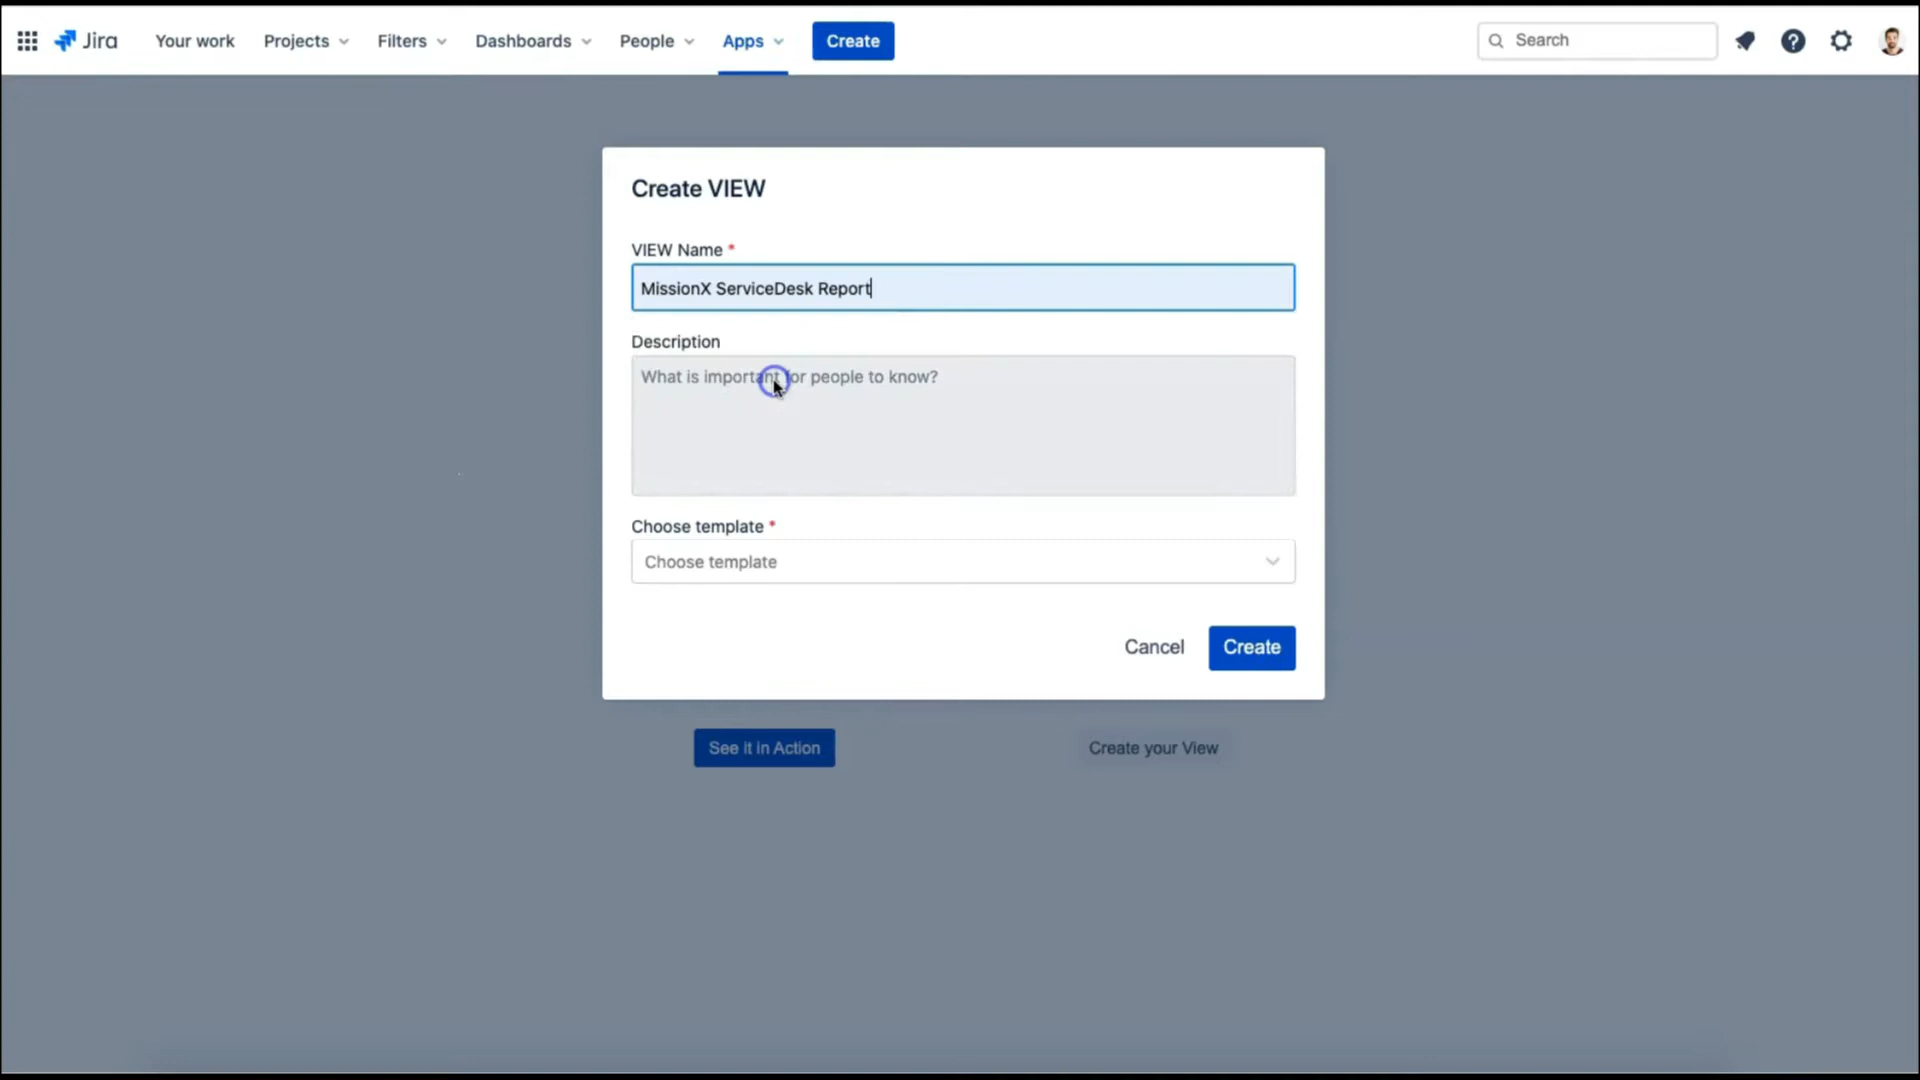 Jira Your work Projects Filters Dashboards People Apps Create Search
Create VIEW
VIEW Name *
MissionX ServiceDesk Report
Description
What is important for people to know?
Choose template *
Choose template
Cancel Create
See it in Action Create your View